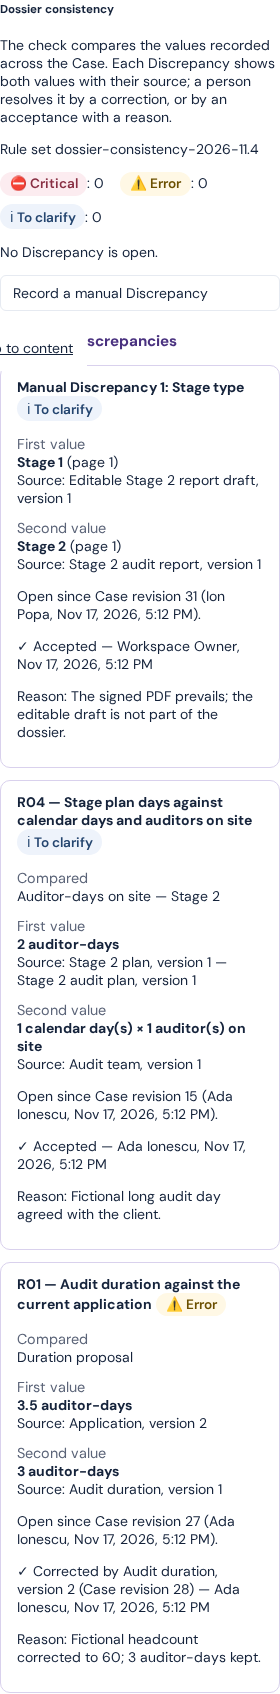 Dossier consistency
The check compares the values recorded
across the Case. Each Discrepancy shows
both values with their source; a person
resolves it by a correction, or by an
acceptance with a reason.
Rule set dossier-consistency-2026-11.4
⛔ Critical : 0 ⚠️ Error : 0
ℹ To clarify : 0
No Discrepancy is open.
Record a manual Discrepancy
to content
screpancies
Manual Discrepancy 1: Stage type
ℹ To clarify
First value
Stage 1 (page 1)
Source: Editable Stage 2 report draft,
version 1
Second value
Stage 2 (page 1)
Source: Stage 2 audit report, version 1
Open since Case revision 31 (Ion
Popa, Nov 17, 2026, 5:12 PM).
✓ Accepted — Workspace Owner,
Nov 17, 2026, 5:12 PM
Reason: The signed PDF prevails; the
editable draft is not part of the
dossier.
R04 — Stage plan days against
calendar days and auditors on site
ℹ To clarify
Compared
Auditor-days on site — Stage 2
First value
2 auditor-days
Source: Stage 2 plan, version 1 —
Stage 2 audit plan, version 1
Second value
1 calendar day(s) × 1 auditor(s) on
site
Source: Audit team, version 1
Open since Case revision 15 (Ada
Ionescu, Nov 17, 2026, 5:12 PM).
✓ Accepted — Ada Ionescu, Nov 17,
2026, 5:12 PM
Reason: Fictional long audit day
agreed with the client.
R01 — Audit duration against the
current application ⚠️ Error
Compared
Duration proposal
First value
3.5 auditor-days
Source: Application, version 2
Second value
3 auditor-days
Source: Audit duration, version 1
Open since Case revision 27 (Ada
Ionescu, Nov 17, 2026, 5:12 PM).
✓ Corrected by Audit duration,
version 2 (Case revision 28) — Ada
Ionescu, Nov 17, 2026, 5:12 PM
Reason: Fictional headcount
corrected to 60; 3 auditor-days kept.